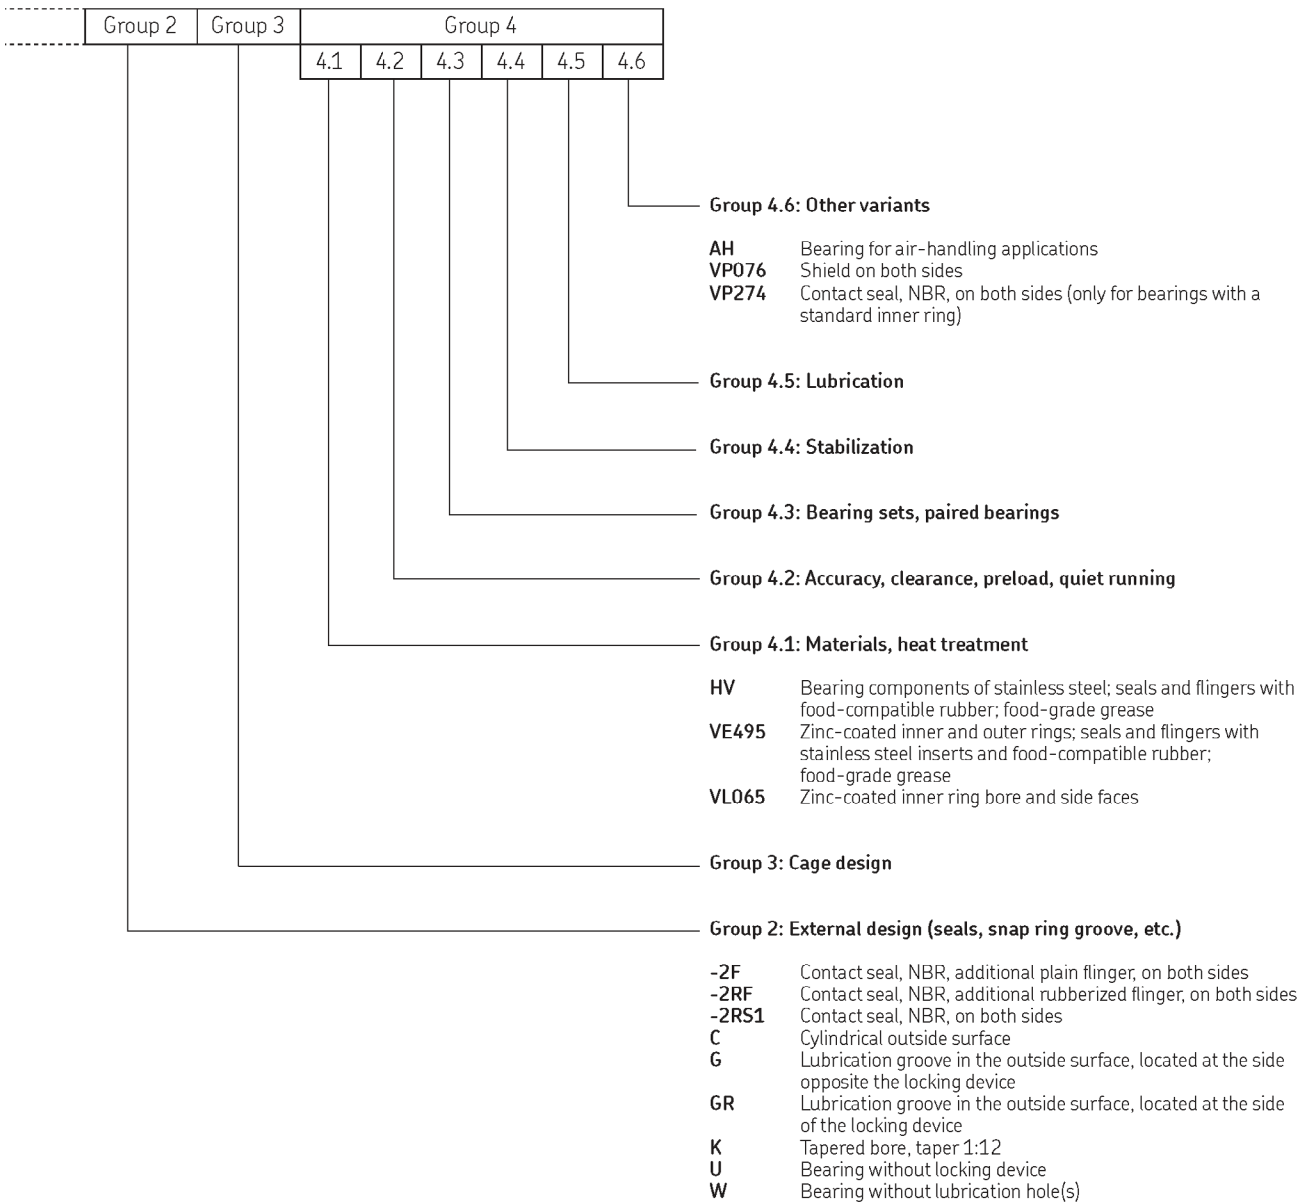 Group 2 Group 3 Group 4
4.1 4.2 4.3 4.4 4.5 4.6
Group 4.6: Other variants
AH Bearing for air-handling applications
VP076 Shield on both sides
VP274 Contact seal, NBR, on both sides (only for bearings with a
standard inner ring)
Group 4.5: Lubrication
Group 4.4: Stabilization
Group 4.3: Bearing sets, paired bearings
Group 4.2: Accuracy, clearance, preload, quiet running
Group 4.1: Materials, heat treatment
HV Bearing components of stainless steel; seals and flingers with
food-compatible rubber; food-grade grease
VE495 Zinc-coated inner and outer rings; seals and flingers with
stainless steel inserts and food-compatible rubber;
food-grade grease
VL065 Zinc-coated inner ring bore and side faces
Group 3: Cage design
Group 2: External design (seals, snap ring groove, etc.)
-2F Contact seal, NBR, additional plain flinger, on both sides
-2RF Contact seal, NBR, additional rubberized flinger, on both sides
-2RS1 Contact seal, NBR, on both sides
C Cylindrical outside surface
G Lubrication groove in the outside surface, located at the side
opposite the locking device
GR Lubrication groove in the outside surface, located at the side
of the locking device
K Tapered bore, taper 1:12
U Bearing without locking device
W Bearing without lubrication hole(s)